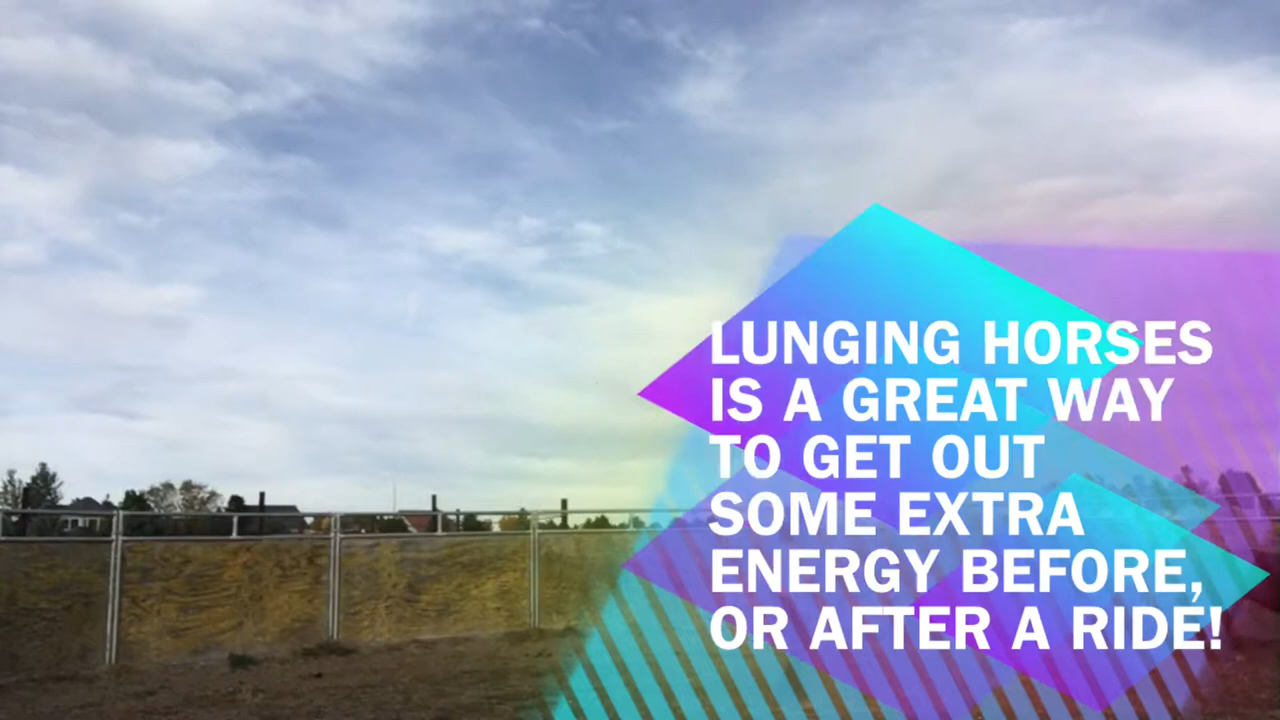 LUNGING HORSES
IS A GREAT WAY
TO GET OUT
SOME EXTRA
ENERGY BEFORE,
OR AFTER A RIDE!